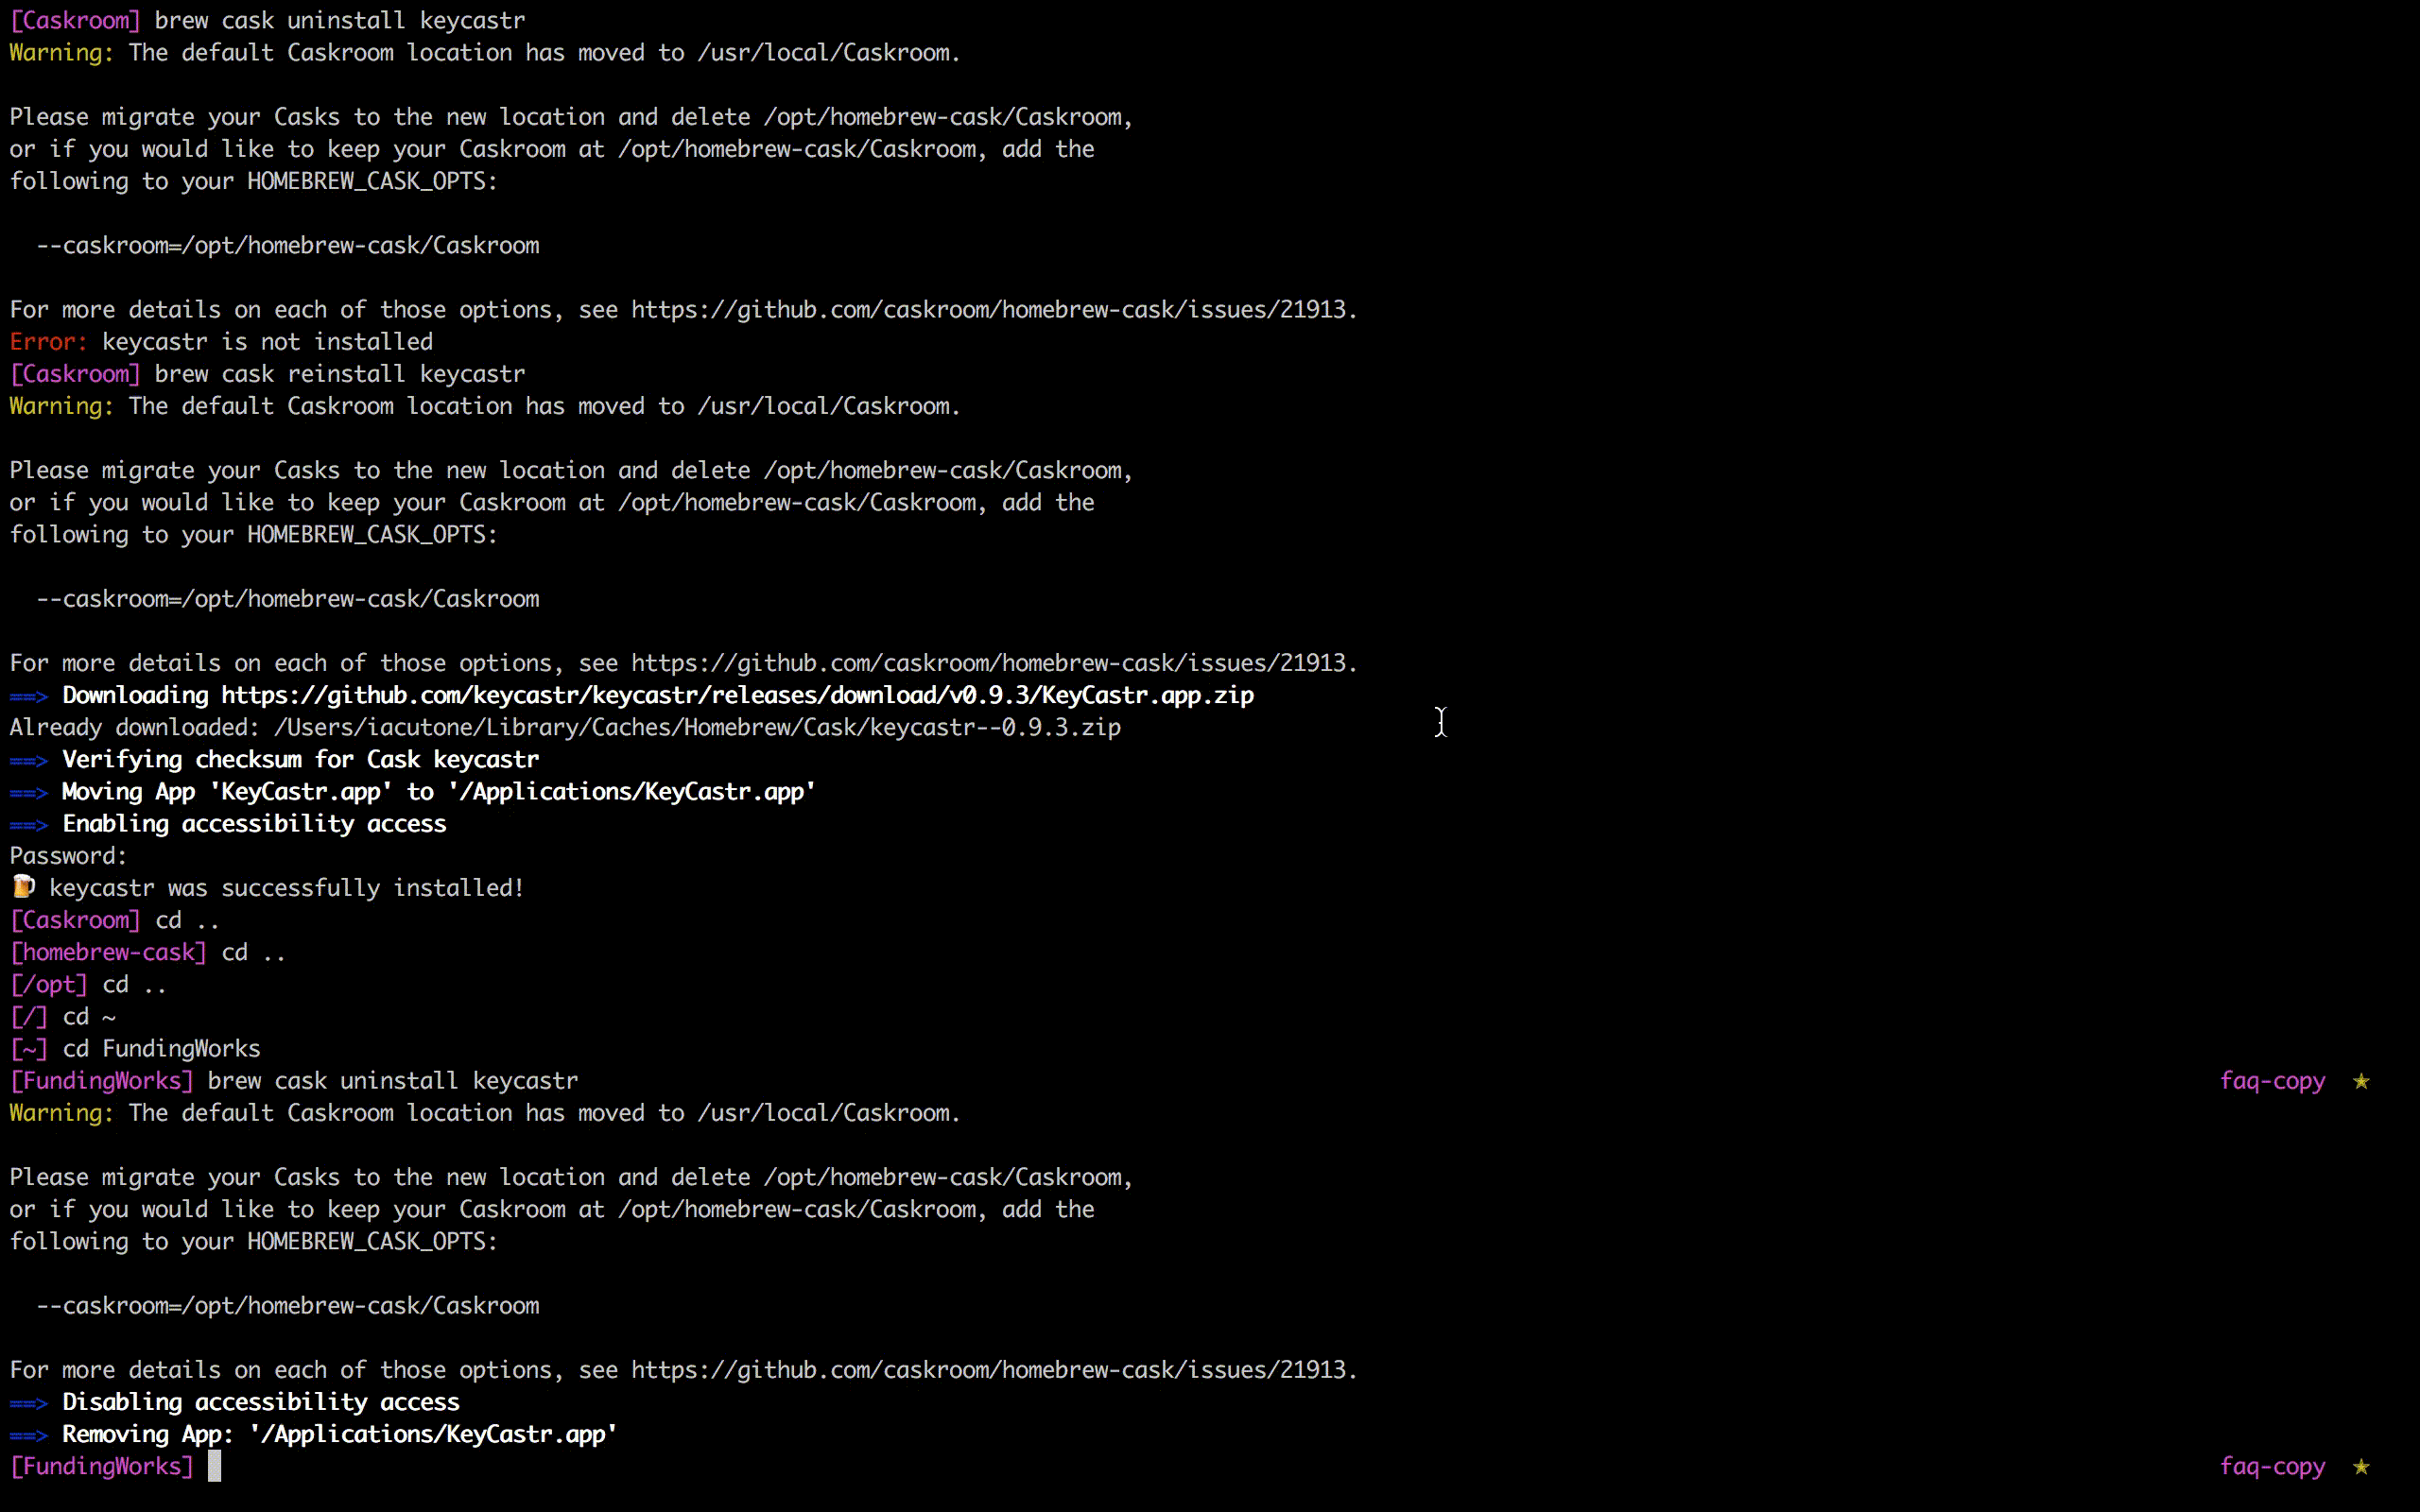 [Caskroom] brew cask uninstall keycastr
Warning: The default Caskroom location has moved to /usr/local/Caskroom.
Please migrate your Casks to the new location and delete /opt/homebrew-cask/Caskroom,
or if you would like to keep your Caskroom at /opt/homebrew-cask/Caskroom, add the
following to your HOMEBREW_CASK_OPTS:
--caskroom=/opt/homebrew-cask/Caskroom
For more details on each of those options, see https://github.com/caskroom/homebrew-cask/issues/21913.
Error: keycastr is not installed
[Caskroom] brew cask reinstall keycastr
Warning: The default Caskroom location has moved to /usr/local/Caskroom.
Please migrate your Casks to the new location and delete /opt/homebrew-cask/Caskroom,
or if you would like to keep your Caskroom at /opt/homebrew-cask/Caskroom, add the
following to your HOMEBREW_CASK_OPTS:
--caskroom=/opt/homebrew-cask/Caskroom
For more details on each of those options, see https://github.com/caskroom/homebrew-cask/issues/21913.
==> Downloading https://github.com/keycastr/keycastr/releases/download/v0.9.3/KeyCastr.app.zip
Already downloaded: /Users/iacutone/Library/Caches/Homebrew/Cask/keycastr--0.9.3.zip
==> Verifying checksum for Cask keycastr
==> Moving App 'KeyCastr.app' to '/Applications/KeyCastr.app'
==> Enabling accessibility access
Password:
🍺 keycastr was successfully installed!
[Caskroom] cd ..
[homebrew-cask] cd ..
[/opt] cd ..
[/] cd ~
[~] cd FundingWorks
[FundingWorks] brew cask uninstall keycastr faq-copy ★
Warning: The default Caskroom location has moved to /usr/local/Caskroom.
Please migrate your Casks to the new location and delete /opt/homebrew-cask/Caskroom,
or if you would like to keep your Caskroom at /opt/homebrew-cask/Caskroom, add the
following to your HOMEBREW_CASK_OPTS:
--caskroom=/opt/homebrew-cask/Caskroom
For more details on each of those options, see https://github.com/caskroom/homebrew-cask/issues/21913.
==> Disabling accessibility access
==> Removing App: '/Applications/KeyCastr.app'
[FundingWorks] faq-copy ★